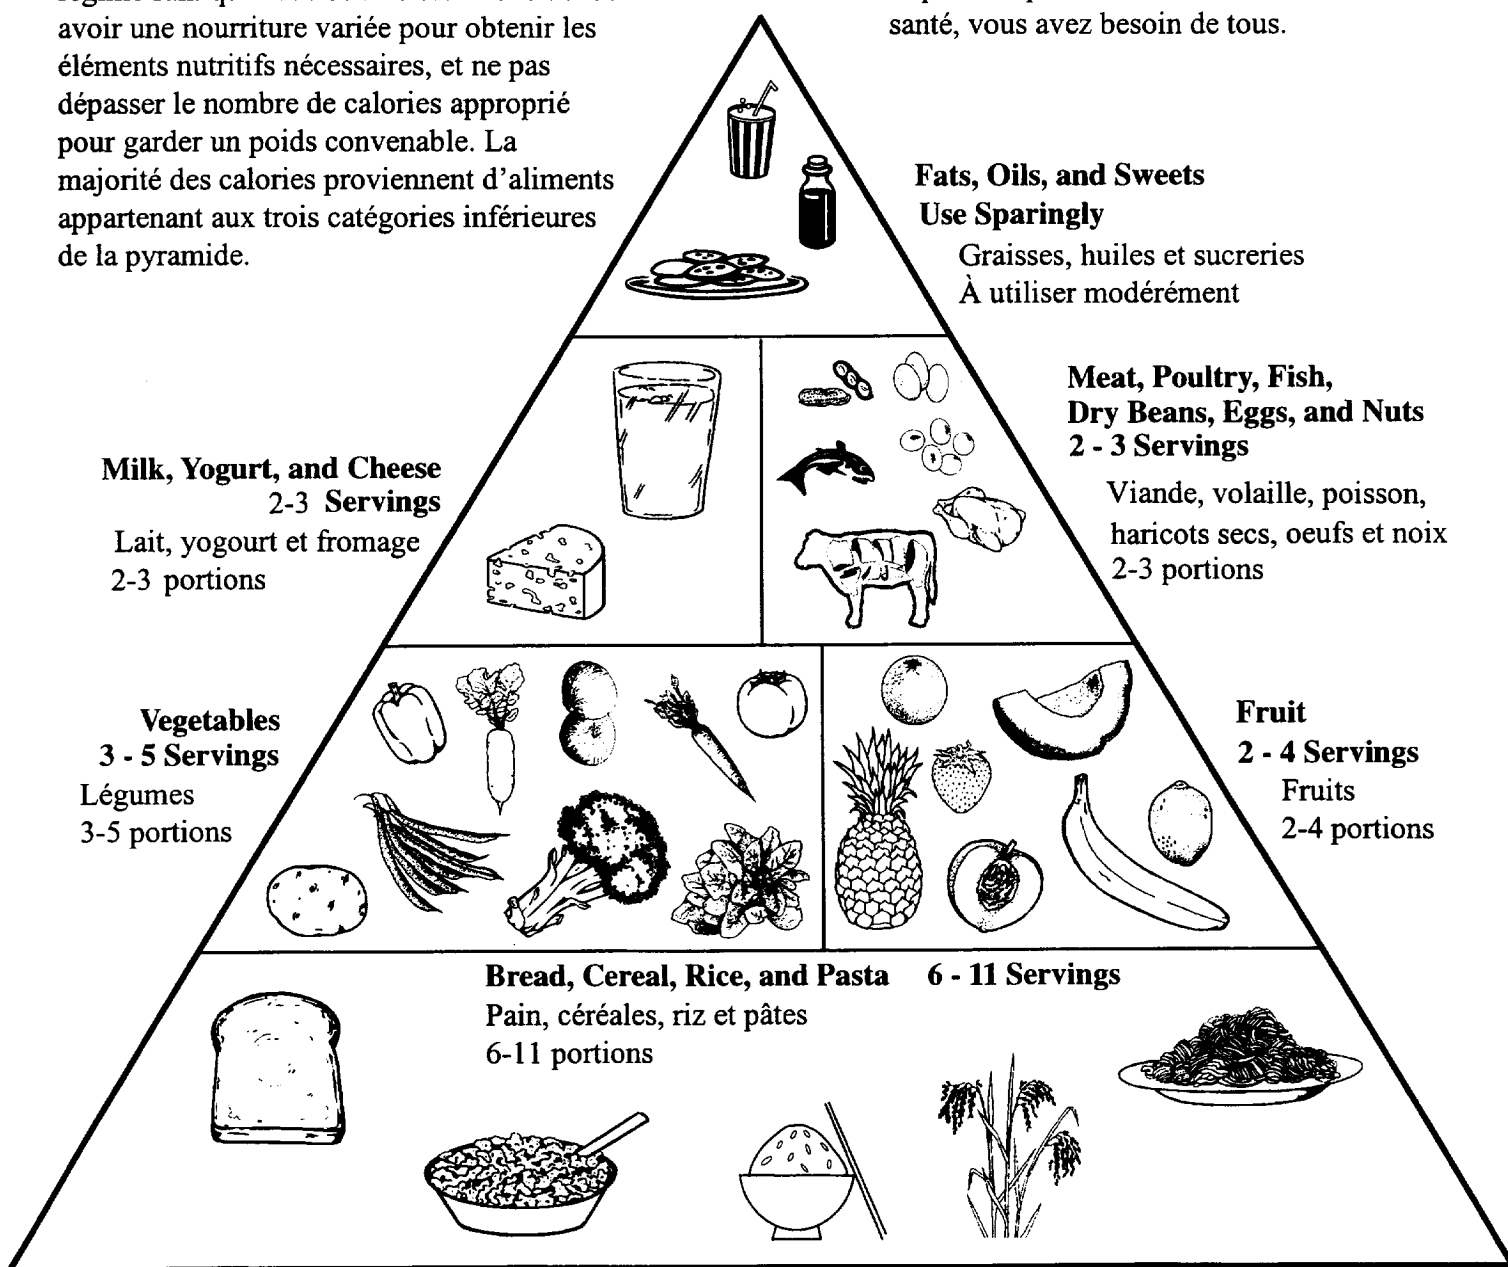 avoir une nourriture variée pour obtenir les
éléments nutritifs nécessaires, et ne pas
dépasser le nombre de calories approprié
pour garder un poids convenable. La
majorité des calories proviennent d'aliments
appartenant aux trois catégories inférieures
de la pyramide.
santé, vous avez besoin de tous.
Fats, Oils, and Sweets
Use Sparingly
Graisses, huiles et sucreries
À utiliser modérément
Meat, Poultry, Fish,
Dry Beans, Eggs, and Nuts
2 - 3 Servings
Viande, volaille, poisson,
haricots secs, oeufs et noix
2-3 portions
Milk, Yogurt, and Cheese
2-3 Servings
Lait, yogourt et fromage
2-3 portions
Vegetables
3 - 5 Servings
Légumes
3-5 portions
Fruit
2 - 4 Servings
Fruits
2-4 portions
Bread, Cereal, Rice, and Pasta 6 - 11 Servings
Pain, céréales, riz et pâtes
6-11 portions